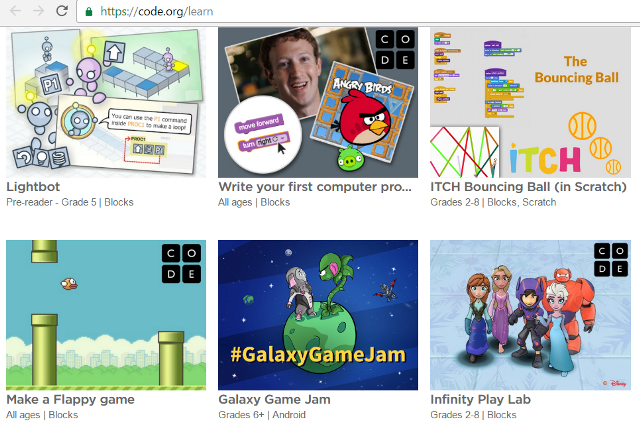 https://code.org/learn
P1
You can use the P1 command
inside PROC1 to make a loop!
PROC1
Lightbot
Pre-reader - Grade 5 | Blocks
C O
D E
ANGRY BIRDS
move forward
turn right
Write your first computer pro...
All ages | Blocks
The
Bouncing Ball
iTCH
ITCH Bouncing Ball (in Scratch)
Grades 2-8 | Blocks, Scratch
C O
D E
Make a Flappy game
All ages | Blocks
#GalaxyGameJam
Galaxy Game Jam
Grades 6+ | Android
C O
D E
© Disney
Infinity Play Lab
Grades 2-8 | Blocks